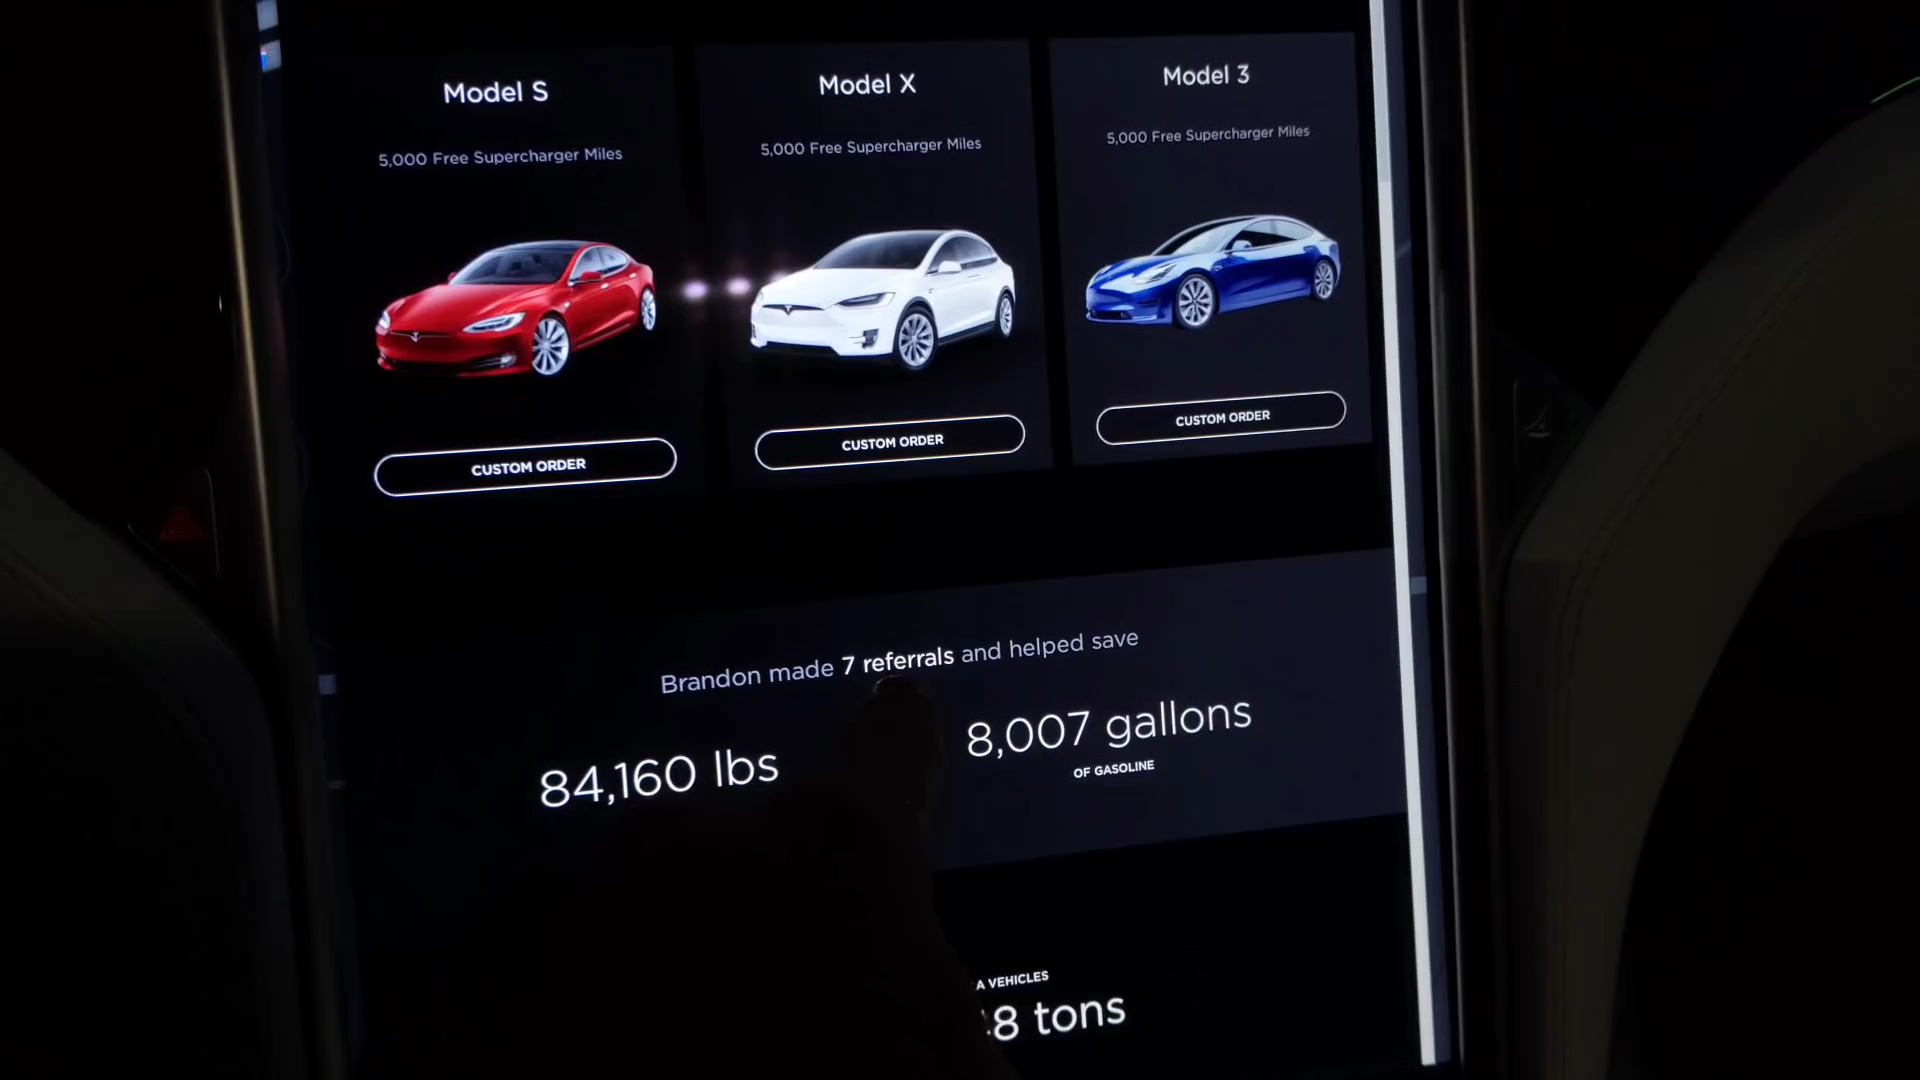 Model S
5,000 Free Supercharger Miles
CUSTOM ORDER
Model X
5,000 Free Supercharger Miles
CUSTOM ORDER
Model 3
5,000 Free Supercharger Miles
CUSTOM ORDER
Brandon made 7 referrals and helped save
84,160 lbs
8,007 gallons
OF GASOLINE
VEHICLES
tons